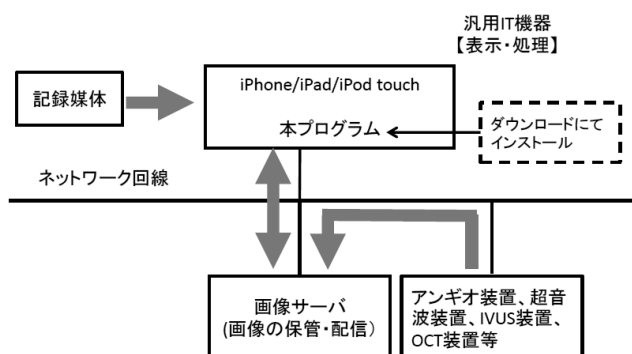 汎用IT機器
【表示・処理】
iPhone/iPad/iPod touch
記録媒体
本プログラム
ダウンロードにて
インストール
ネットワーク回線
画像サーバ
(画像の保管・配信)
アンギオ装置、超音
波装置、IVUS装置、
OCT装置等